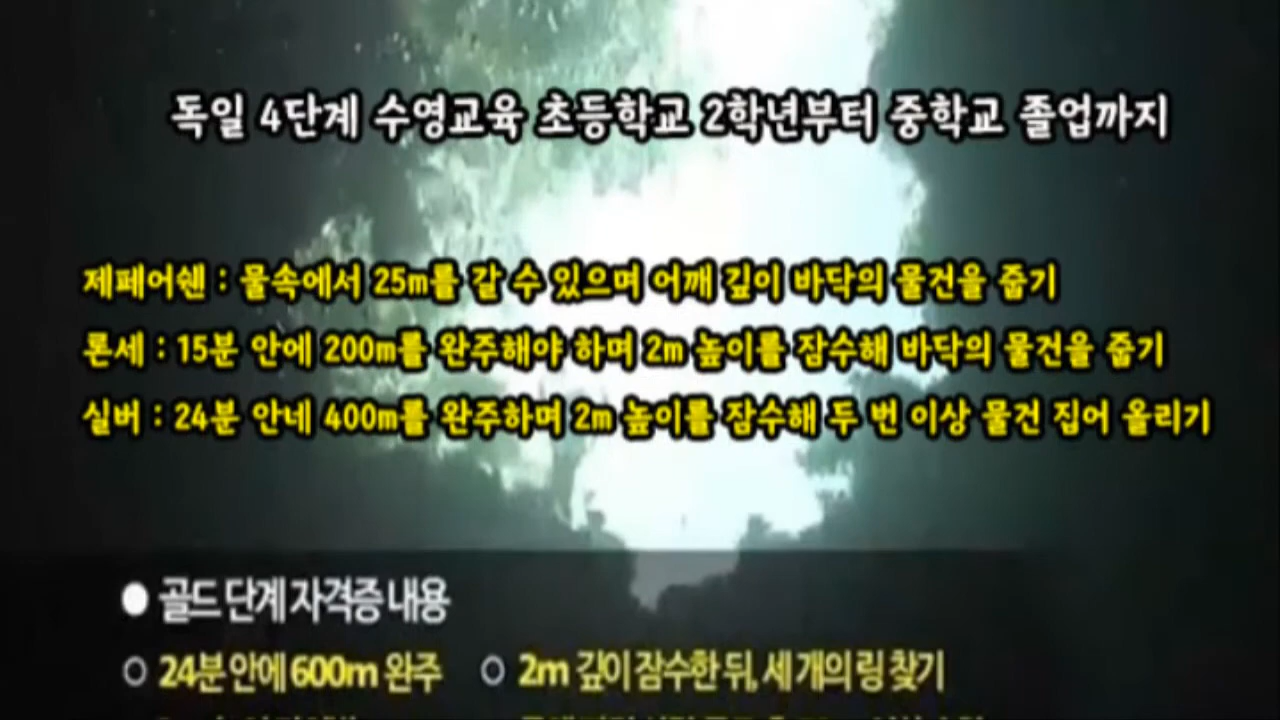 독일 4단계 수영교육 초등학교 2학년부터 중학교 졸업까지
제페어쉔 : 물속에서 25m를 갈 수 있으며 어깨 깊이 바닥의 물건을 줍기
론세 : 15분 안에 200m를 완주해야 하며 2m 높이를 잠수해 바닥의 물건을 줍기
실버 : 24분 안네 400m를 완주하며 2m 높이를 잠수해 두 번 이상 물건 집어 올리기
● 골드 단계 자격증 내용
○ 24분 안에 600m 완주 ○ 2m 깊이 잠수한 뒤, 세 개의 링 찾기